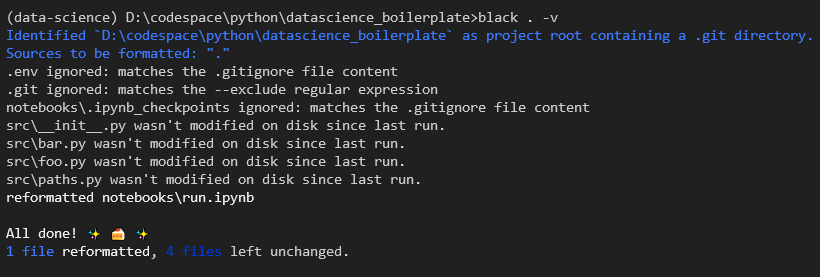 (data-science) D:\codespace\python\datascience_boilerplate>black . -v
Identified `D:\codespace\python\datascience_boilerplate` as project root containing a .git directory.
Sources to be formatted: "."
.env ignored: matches the .gitignore file content
.git ignored: matches the --exclude regular expression
notebooks\.ipynb_checkpoints ignored: matches the .gitignore file content
src\__init__.py wasn't modified on disk since last run.
src\bar.py wasn't modified on disk since last run.
src\foo.py wasn't modified on disk since last run.
src\paths.py wasn't modified on disk since last run.
reformatted notebooks\run.ipynb
All done! ✨ 🍰 ✨
1 file reformatted, 4 files left unchanged.